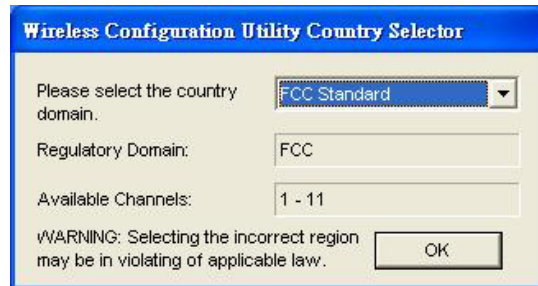 Wireless Configuration Utility Country Selector
Please select the country
domain.
FCC Standard
Regulatory Domain:
FCC
Available Channels:
1 - 11
WARNING: Selecting the incorrect region
may be in violating of applicable law.
OK